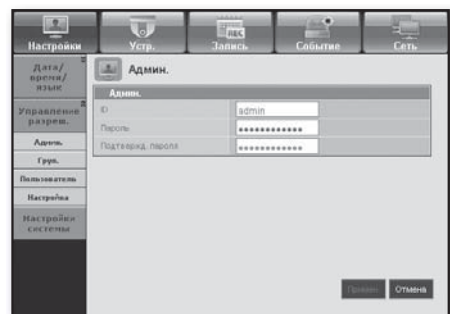 Настройки Устр. Запись Событие Сеть
REC
Дата/
время/
язык
Управление
разреш.
Админ.
Груп.
Пользователь
Настройка
Настройки
системы
Админ.
Админ.
ID admin
Пароль ************
Подтвержд. пароля ************
Примен. Отмена